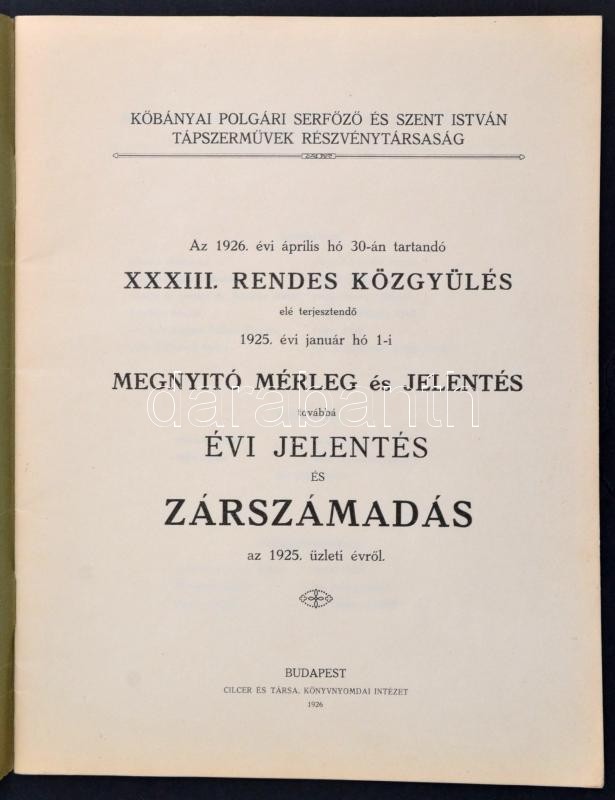 KŐBÁNYAI POLGÁRI SERFŐZŐ ÉS SZENT ISTVÁN
TÁPSZERMŰVEK RÉSZVÉNYTÁRSASÁG
Az 1926. évi április hó 30-án tartandó
XXXIII. RENDES KÖZGYÜLÉS
elé terjesztendő
1925. évi január hó 1-i
MEGNYITÓ MÉRLEG és JELENTÉS
darabanth
továbbá
ÉVI JELENTÉS
ÉS
ZÁRSZÁMADÁS
az 1925. üzleti évről.
BUDAPEST
CILCER ÉS TÁRSA, KÖNYVNYOMDAI INTÉZET
1926